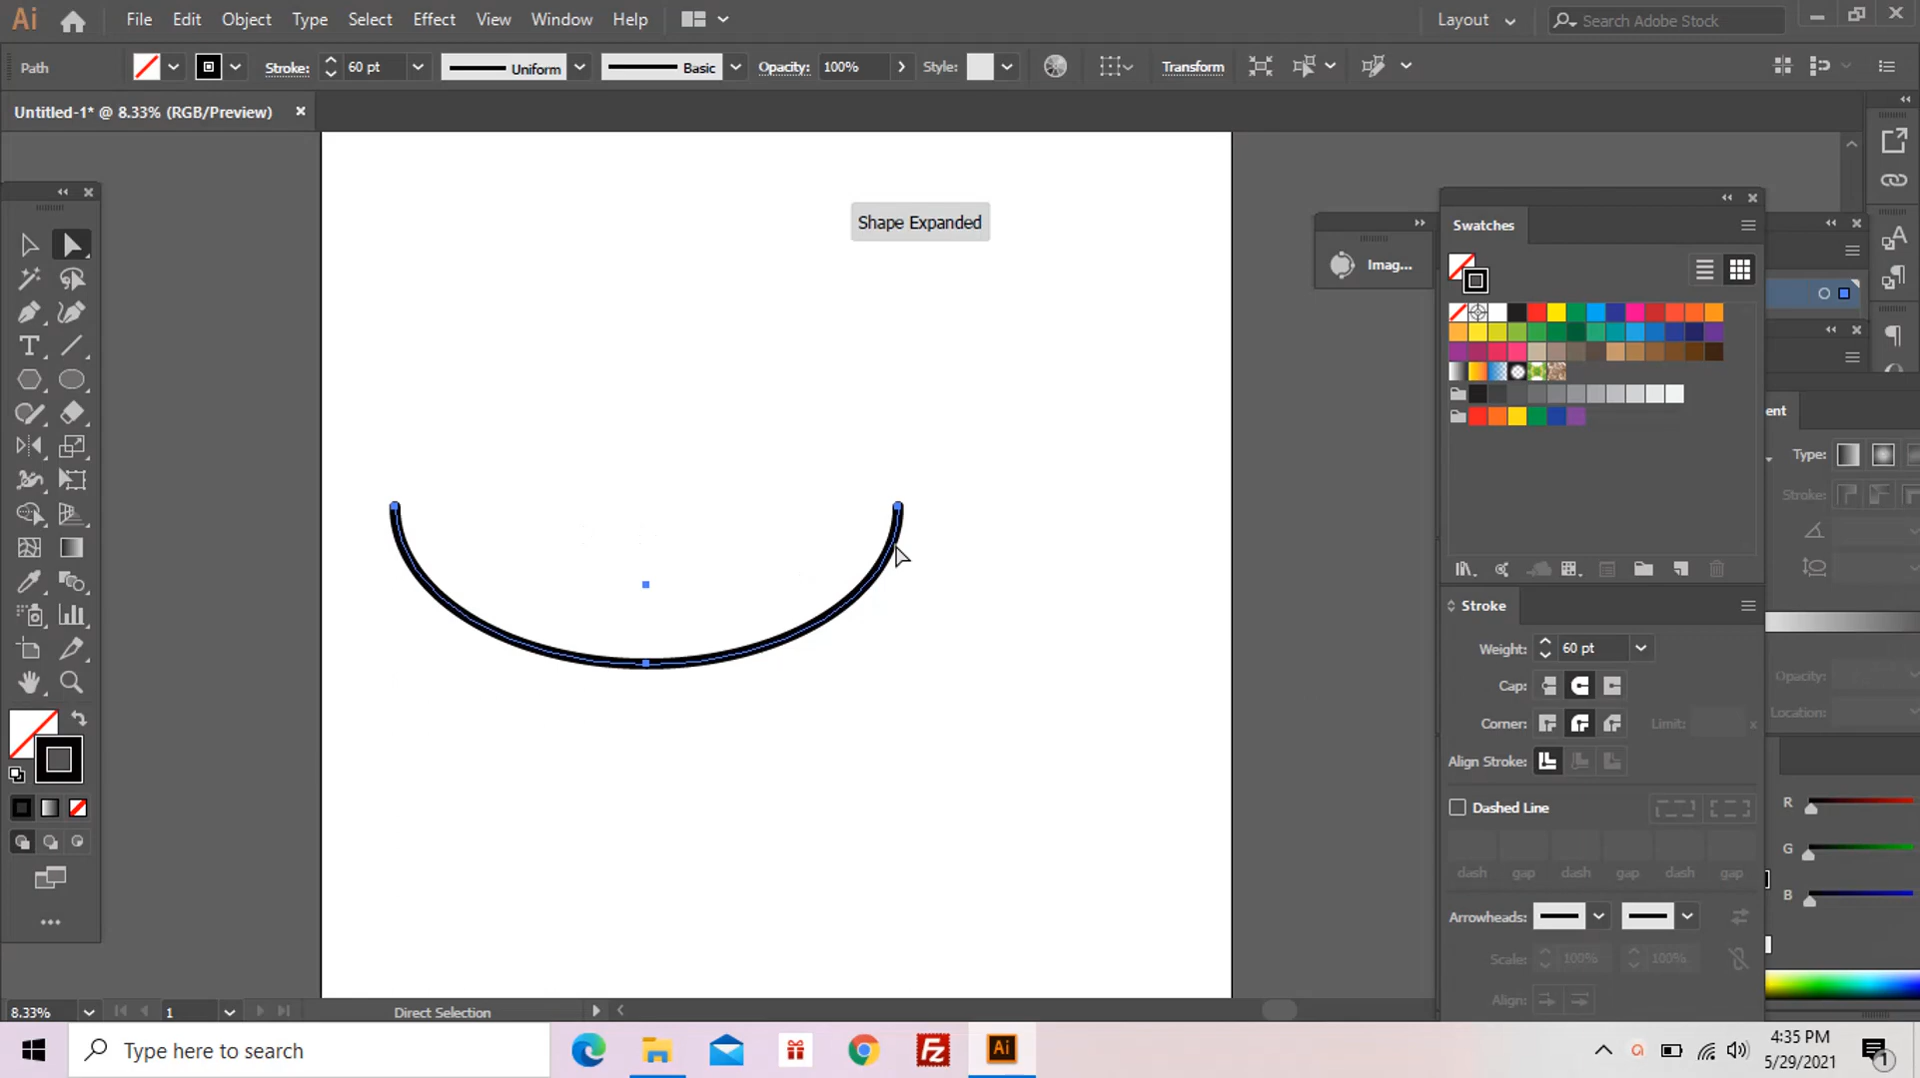 Ai File Edit Object Type Select Effect View Window Help Layout Search Adobe Stock
Path Stroke: 60 pt Uniform Basic Opacity: 100% Style: Transform
Untitled-1* @ 8.33% (RGB/Preview)
Shape Expanded
Imag...
Swatches
ent
Type:
Stroke:
Stroke
Weight: 60 pt
Cap:
Opacity:
Corner: Limit: x
Location:
Align Stroke:
Dashed Line
R
G
dash gap dash gap dash gap
B
Arrowheads:
Scale: 100% 100%
Align:
8.33% 1 Direct Selection
Type here to search
Fz
Ai
4:35 PM
5/29/2021
1